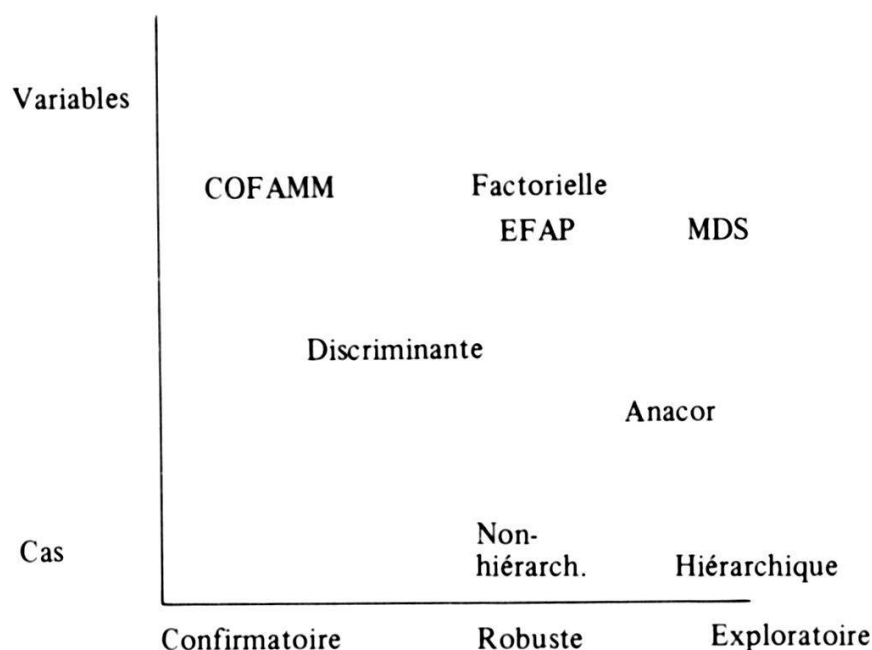 Variables
COFAMM Factorielle
EFAP MDS
Discriminante
Anacor
Non-
Cas
hiérarch. Hiérarchique
Confirmatoire Robuste Exploratoire